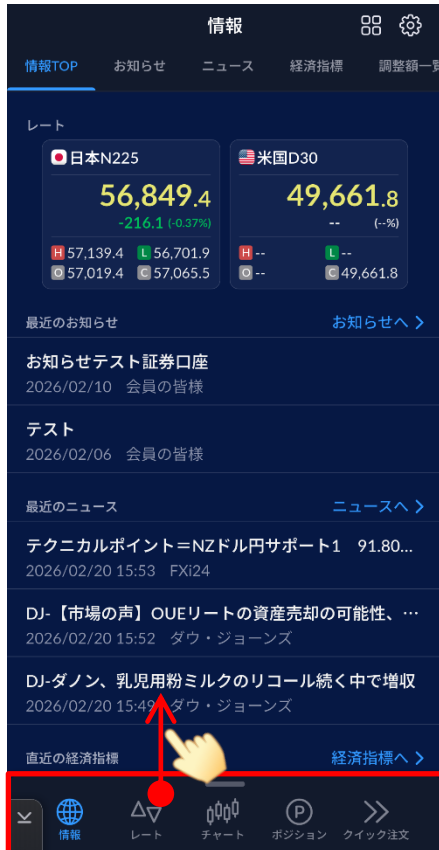 情報
情報TOP お知らせ ニュース 経済指標 調整額一
レート
日本N225 米国D30
56,849.4 49,661.8
-216.1 (-0.37%) -- (--%)
H 57,139.4 L 56,701.9 H -- L --
O 57,019.4 C 57,065.5 O -- C 49,661.8
最近のお知らせ お知らせへ
お知らせテスト証券口座
2026/02/10 会員の皆様
テスト
2026/02/06 会員の皆様
最近のニュース ニュースへ
テクニカルポイント＝NZドル円サポート1 91.80...
2026/02/20 15:53 FXi24
DJ-【市場の声】OUEリートの資産売却の可能性、…
2026/02/20 15:52 ダウ・ジョーンズ
DJ-ダノン、乳児用粉ミルクのリコール続く中で増収
2026/02/20 15:49 ダウ・ジョーンズ
直近の経済指標 経済指標へ
情報 レート チャート P ポジション クイック注文